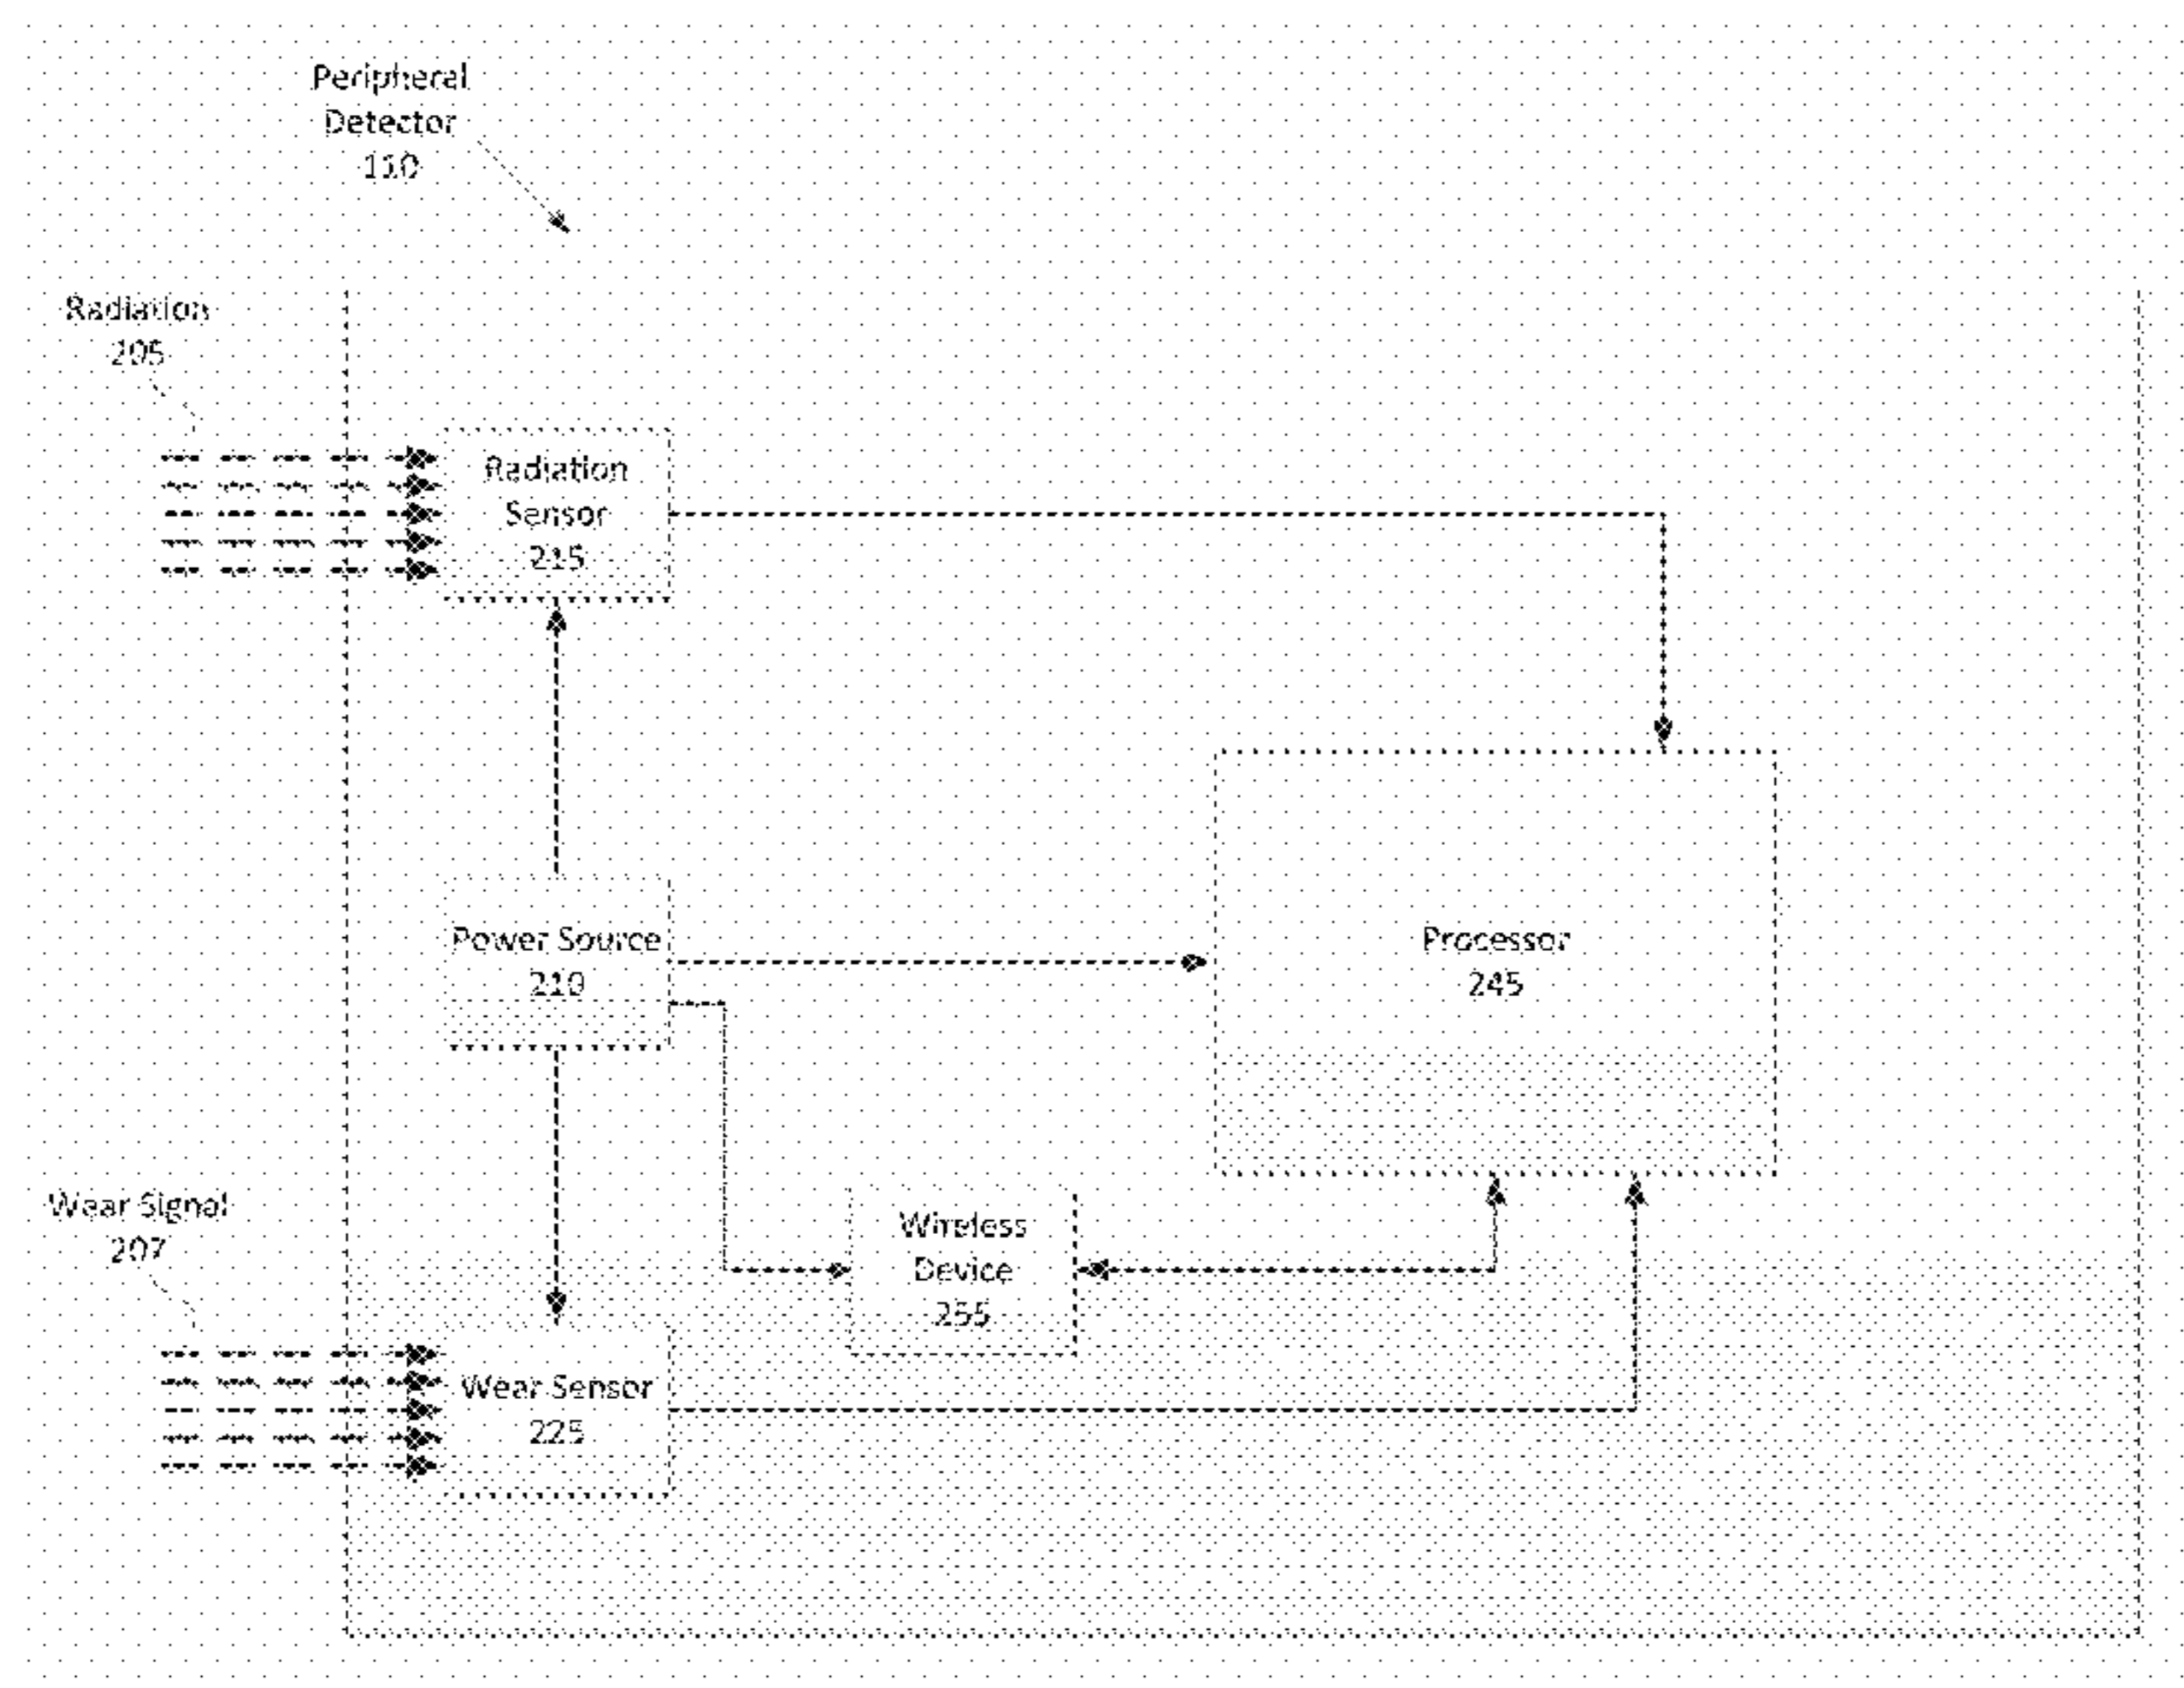 Peripheral
Detector
110
Radiation
205
Radiation
Sensor
215
Power Source
210
Processor
245
Wear Signal
207
Wireless
Device
255
Wear Sensor
225